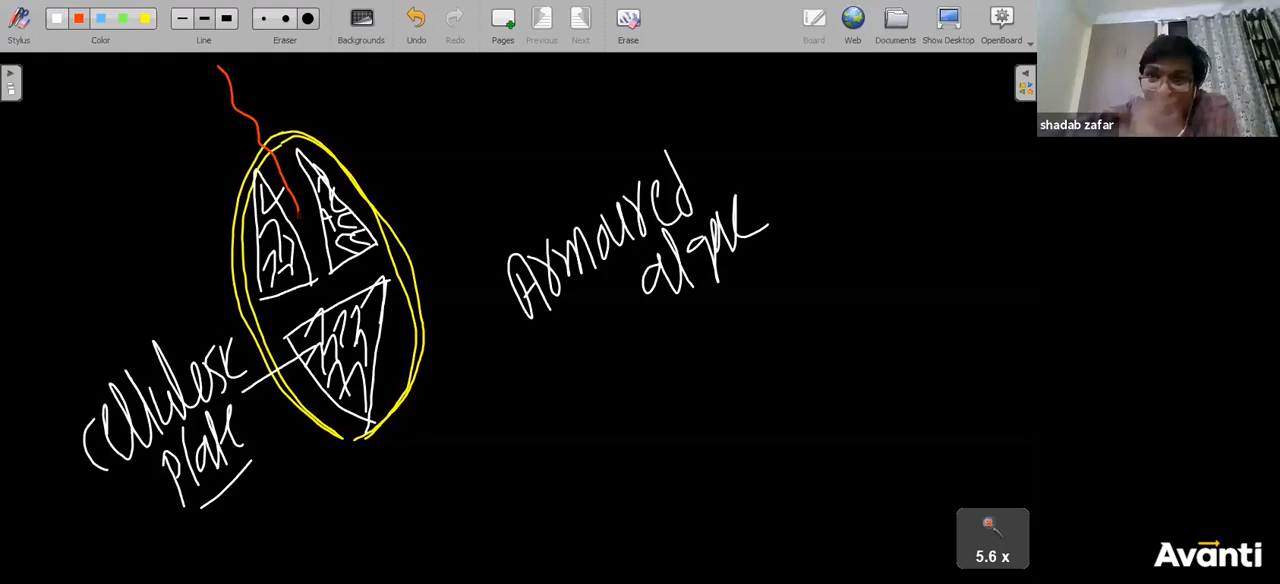 Stylus
Color
Line
Eraser
Backgrounds
Undo
Redo
Pages
Previous
Next
Erase
Board
Web
Documents
Show Desktop
OpenBoard
shadab zafar
Armoured
algae
cellulose
plate
5.6 x
Avanti